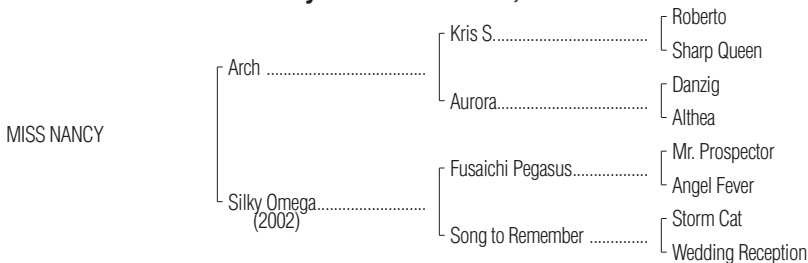 Roberto
Kris S.
Sharp Queen
Arch
Danzig
Aurora
Althea
MISS NANCY
Mr. Prospector
Fusaichi Pegasus
Angel Fever
Silky Omega
(2002)
Storm Cat
Song to Remember
Wedding Reception